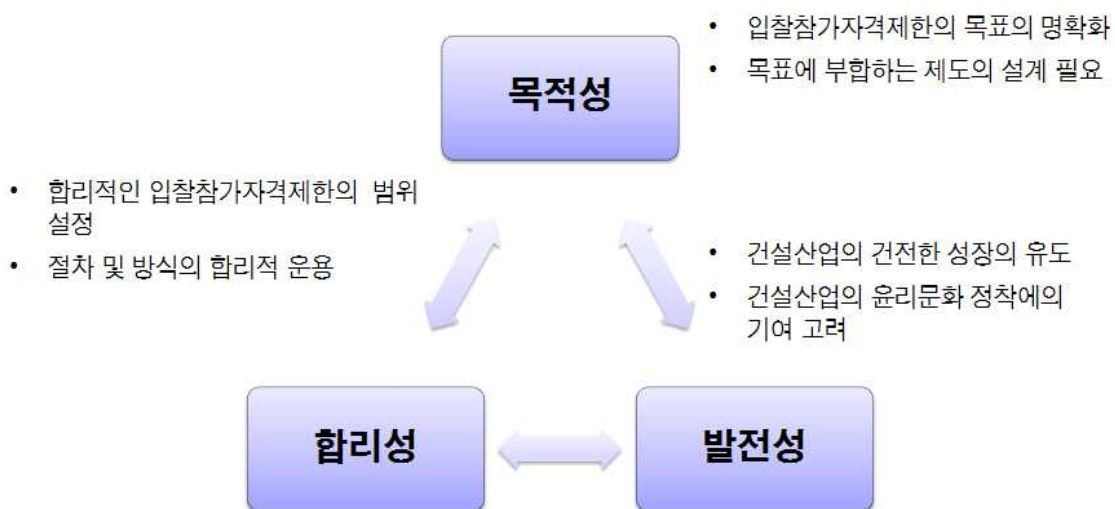 • 입찰참가자격제한의 목표의 명확화
• 목표에 부합하는 제도의 설계 필요
목적성
• 합리적인 입찰참가자격제한의 범위
설정
• 절차 및 방식의 합리적 운용
• 건설산업의 건전한 성장의 유도
• 건설산업의 윤리문화 정착에의
기여 고려
합리성
발전성